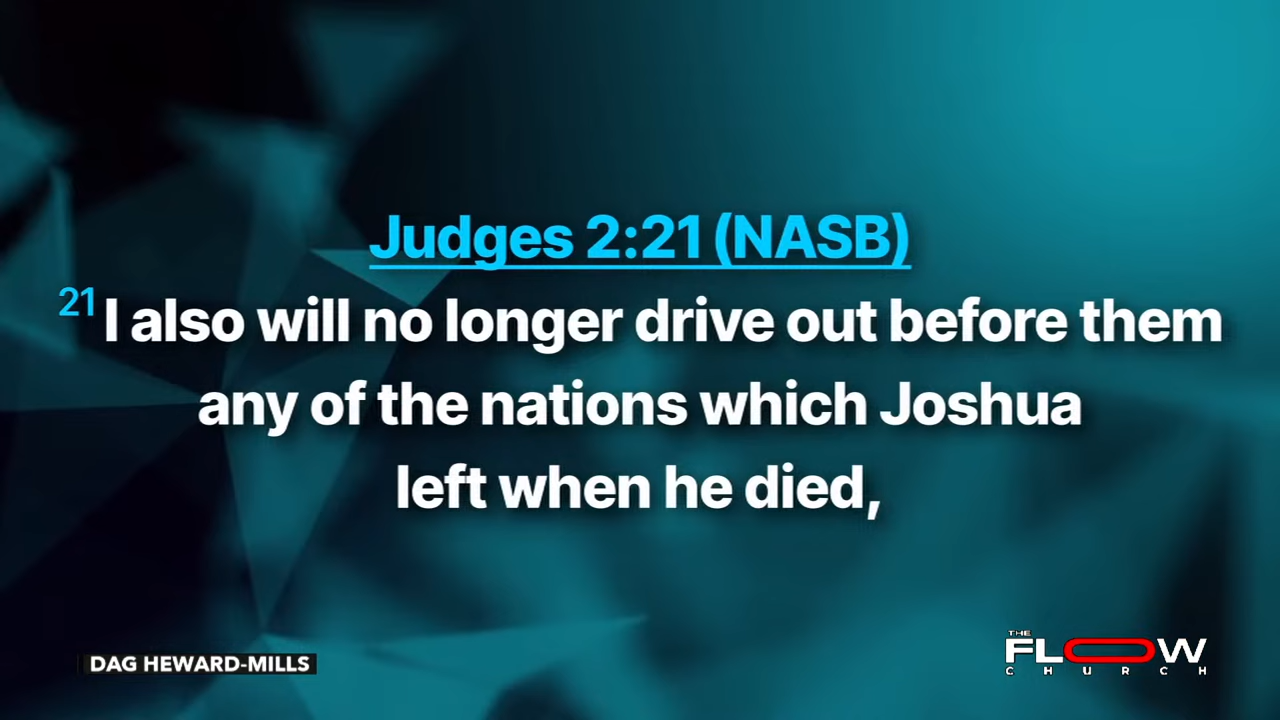 Judges 2:21 (NASB)
21 I also will no longer drive out before them
any of the nations which Joshua
left when he died,
DAG HEWARD-MILLS
THE
FLOW
CHURCH